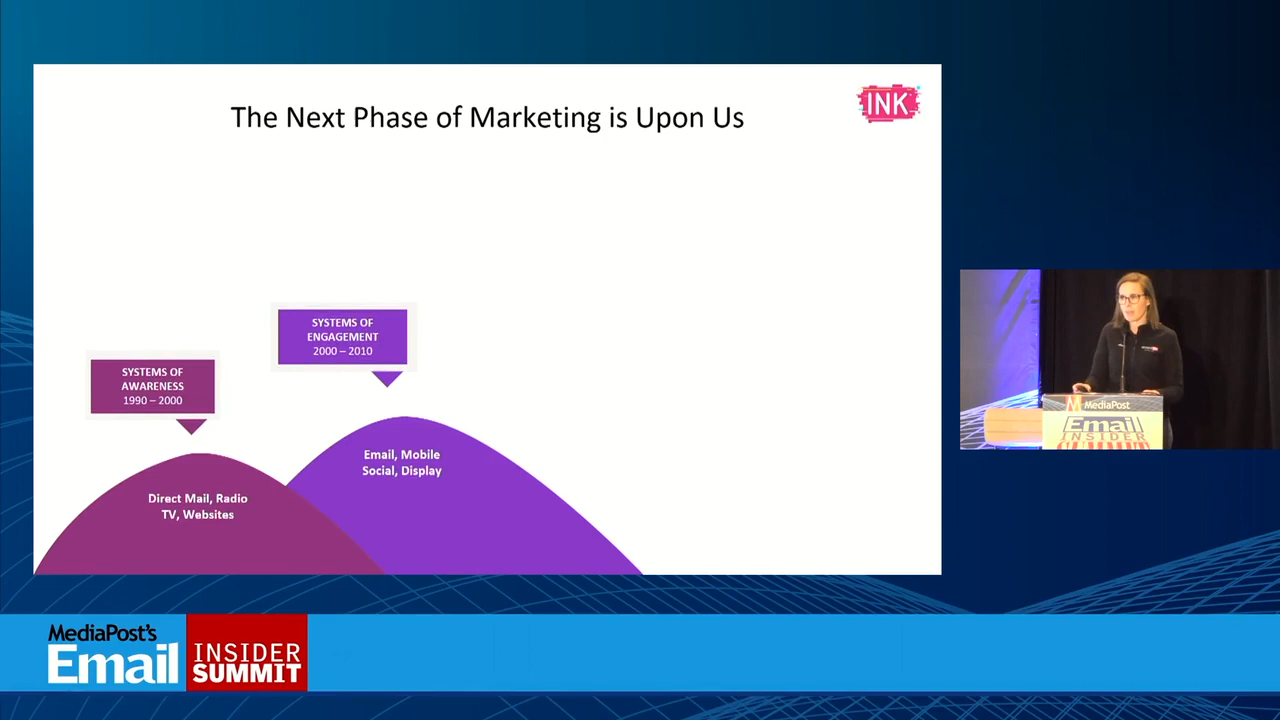 The Next Phase of Marketing is Upon Us
INK
SYSTEMS OF
ENGAGEMENT
2000 – 2010
SYSTEMS OF
AWARENESS
1990 – 2000
Email, Mobile
Social, Display
Direct Mail, Radio
TV, Websites
MediaPost
Email
INSIDER
SUMMIT
MediaPost's
Email
INSIDER
SUMMIT